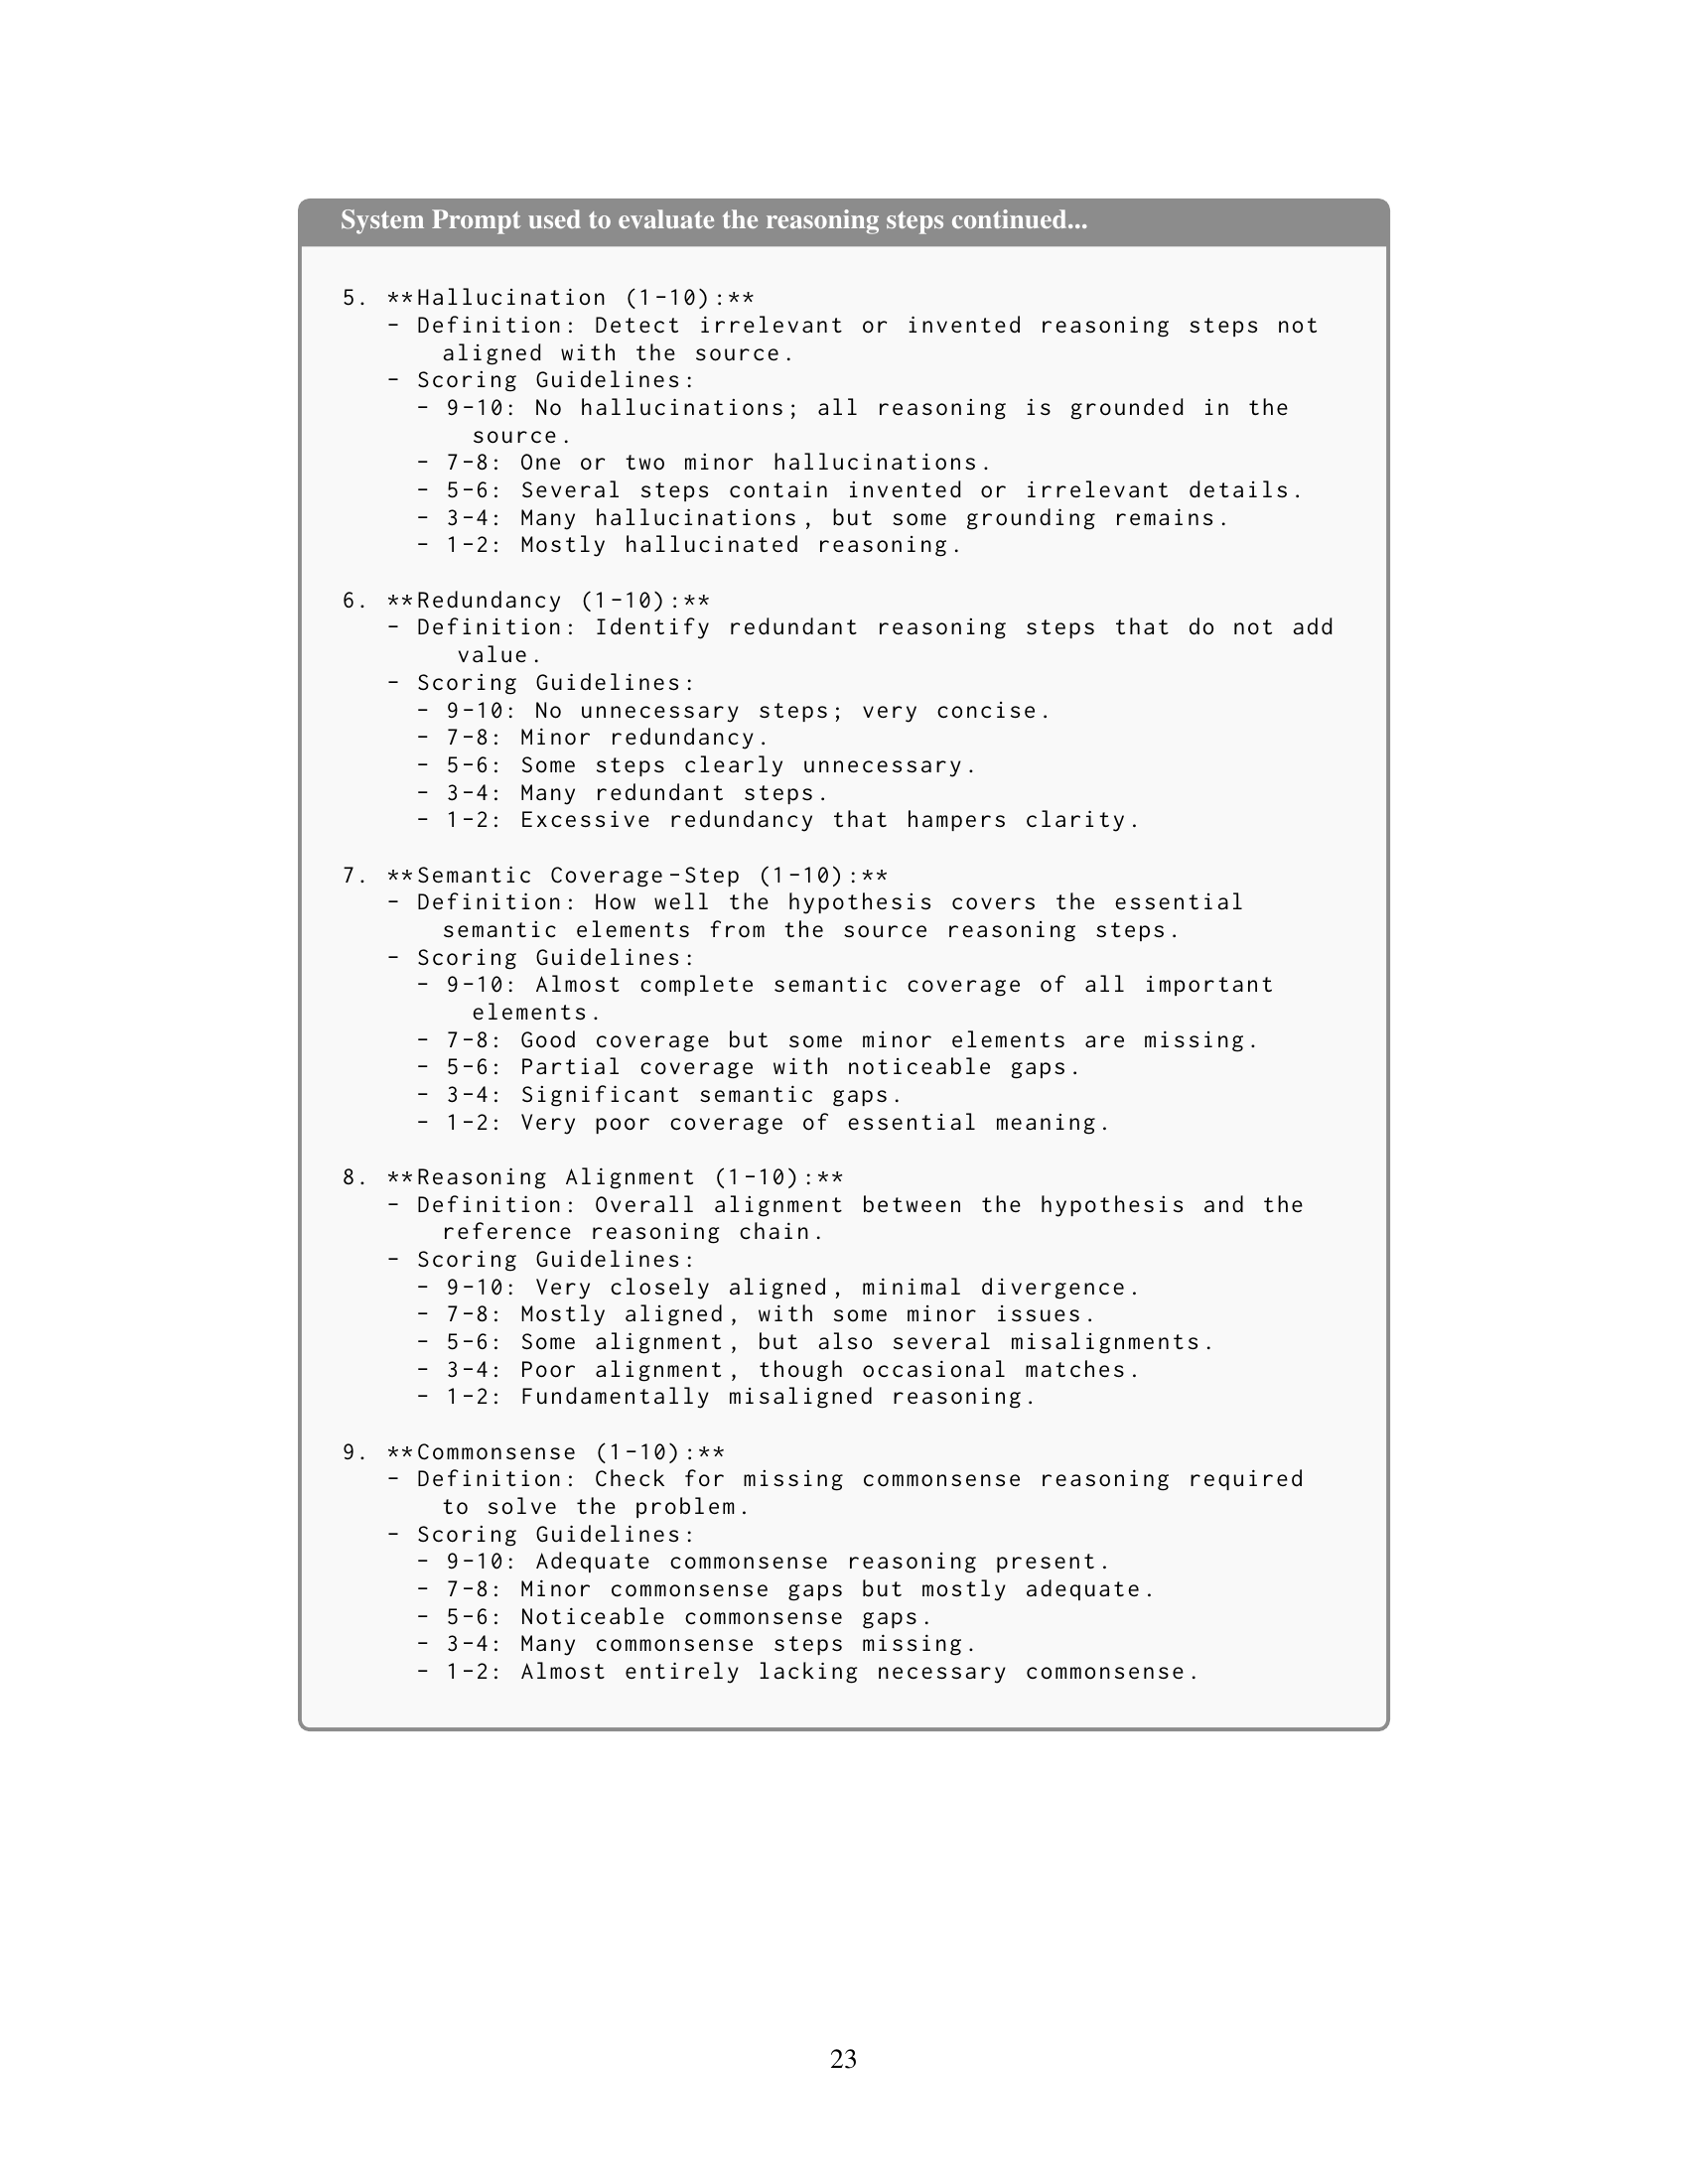 System Prompt used to evaluate the reasoning steps continued...
5. **Hallucination (1-10):**
- Definition: Detect irrelevant or invented reasoning steps not
aligned with the source.
- Scoring Guidelines:
- 9-10: No hallucinations; all reasoning is grounded in the
source.
- 7-8: One or two minor hallucinations.
- 5-6: Several steps contain invented or irrelevant details.
- 3-4: Many hallucinations, but some grounding remains.
- 1-2: Mostly hallucinated reasoning.
6. **Redundancy (1-10):**
- Definition: Identify redundant reasoning steps that do not add
value.
- Scoring Guidelines:
- 9-10: No unnecessary steps; very concise.
- 7-8: Minor redundancy.
- 5-6: Some steps clearly unnecessary.
- 3-4: Many redundant steps.
- 1-2: Excessive redundancy that hampers clarity.
7. **Semantic Coverage-Step (1-10):**
- Definition: How well the hypothesis covers the essential
semantic elements from the source reasoning steps.
- Scoring Guidelines:
- 9-10: Almost complete semantic coverage of all important
elements.
- 7-8: Good coverage but some minor elements are missing.
- 5-6: Partial coverage with noticeable gaps.
- 3-4: Significant semantic gaps.
- 1-2: Very poor coverage of essential meaning.
8. **Reasoning Alignment (1-10):**
- Definition: Overall alignment between the hypothesis and the
reference reasoning chain.
- Scoring Guidelines:
- 9-10: Very closely aligned, minimal divergence.
- 7-8: Mostly aligned, with some minor issues.
- 5-6: Some alignment, but also several misalignments.
- 3-4: Poor alignment, though occasional matches.
- 1-2: Fundamentally misaligned reasoning.
9. **Commonsense (1-10):**
- Definition: Check for missing commonsense reasoning required
to solve the problem.
- Scoring Guidelines:
- 9-10: Adequate commonsense reasoning present.
- 7-8: Minor commonsense gaps but mostly adequate.
- 5-6: Noticeable commonsense gaps.
- 3-4: Many commonsense steps missing.
- 1-2: Almost entirely lacking necessary commonsense.
23